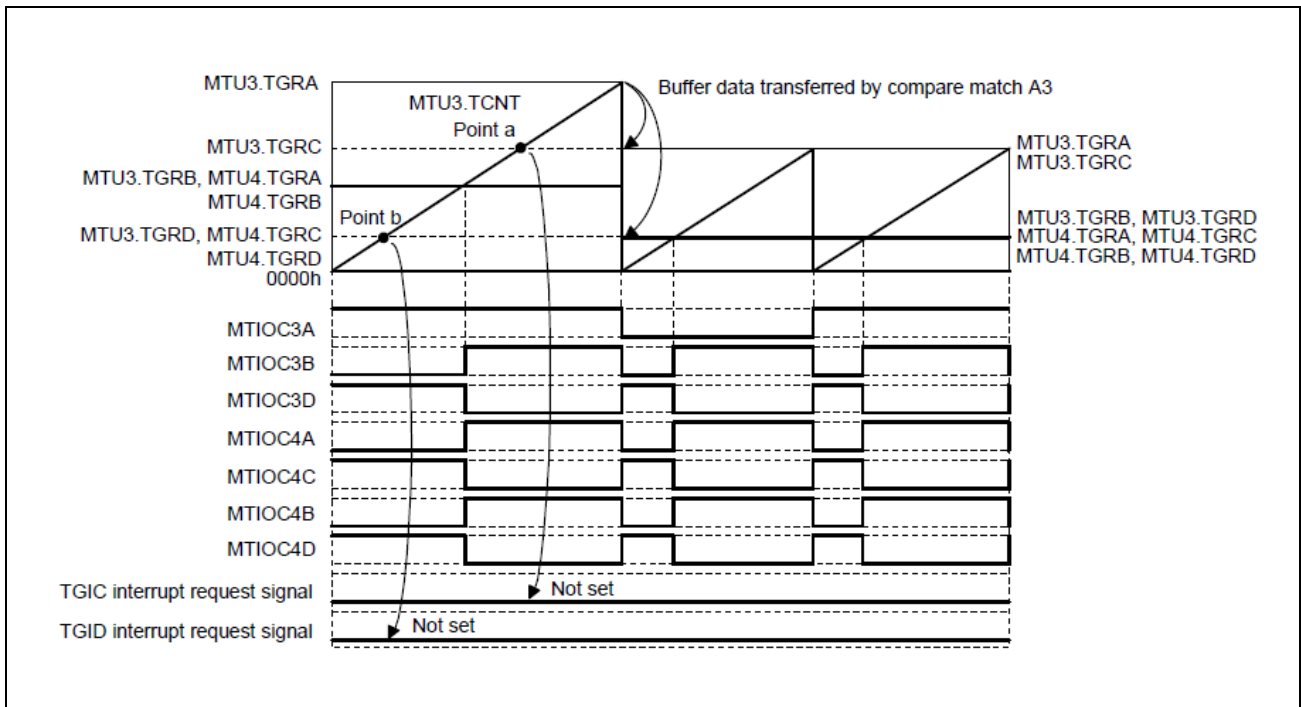 MTU3.TGRA
Buffer data transferred by compare match A3
MTU3.TCNT
Point a
MTU3.TGRC
MTU3.TGRA
MTU3.TGRC
MTU3.TGRB, MTU4.TGRA
MTU4.TGRB
Point b
MTU3.TGRD, MTU4.TGRC
MTU4.TGRD
0000h
MTU3.TGRB, MTU3.TGRD
MTU4.TGRA, MTU4.TGRC
MTU4.TGRB, MTU4.TGRD
MTIOC3A
MTIOC3B
MTIOC3D
MTIOC4A
MTIOC4C
MTIOC4B
MTIOC4D
TGIC interrupt request signal
Not set
TGID interrupt request signal
Not set